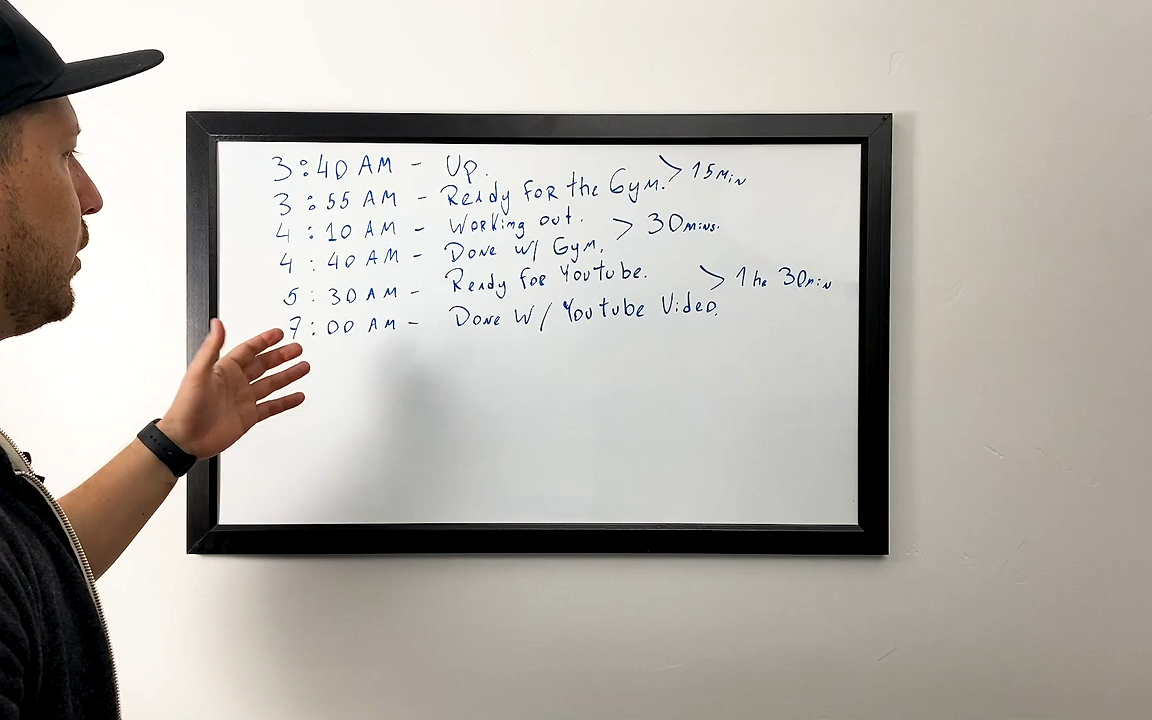 3:40 AM - Up. > 15 Min
3:55 AM - Ready for the Gym.
4:10 AM - Working out. > 30 mins.
4:40 AM - Done w/ Gym.
5:30 AM - Ready for Youtube. > 1 hr 30 min
7:00 AM - Done W/ Youtube Video.